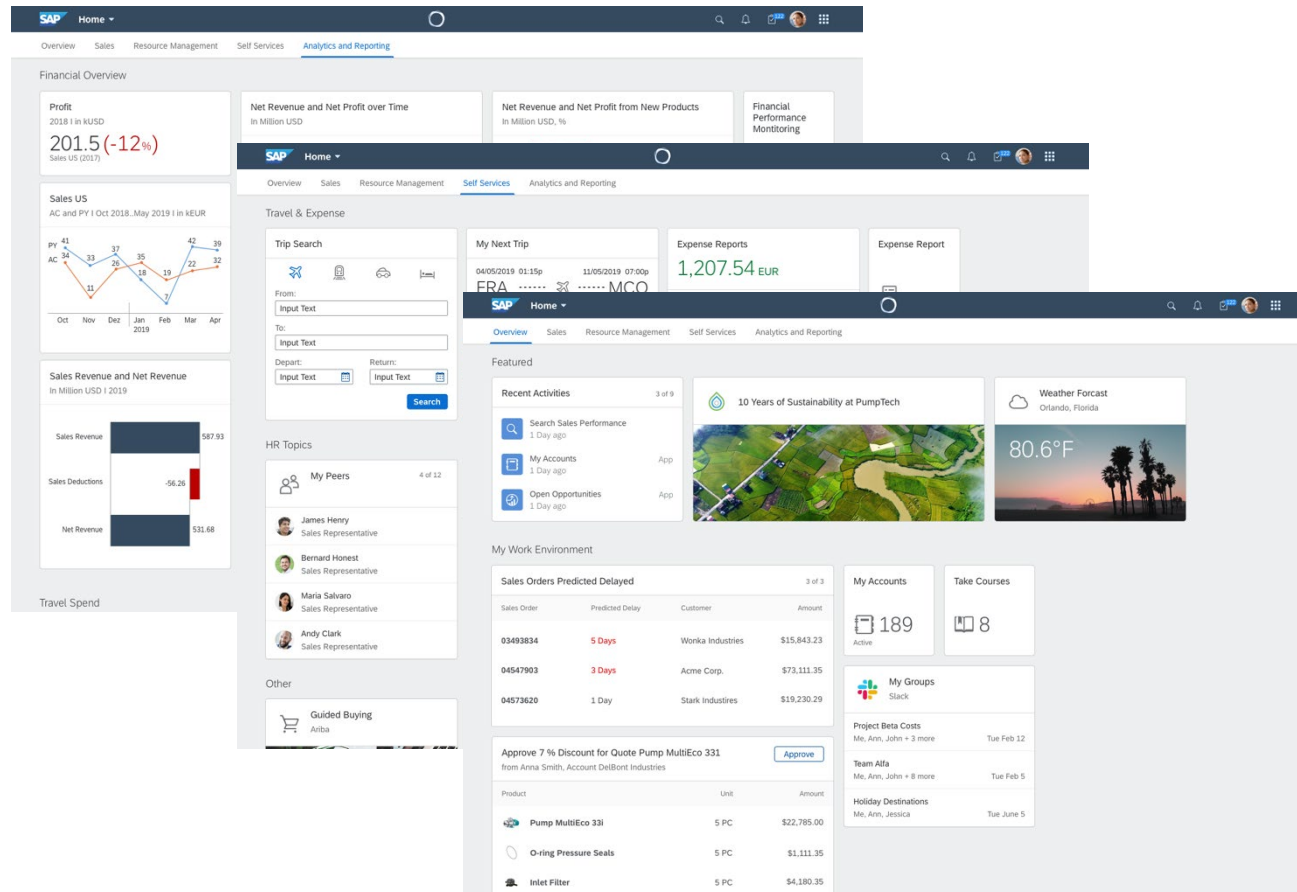 SAP Home
122
Overview Sales Resource Management Self Services Analytics and Reporting
Financial Overview
Profit
2018 I in kUSD
201.5 (-12%)
Sales US (2017)
Net Revenue and Net Profit over Time
In Million USD
Net Revenue and Net Profit from New Products
In Million USD, %
Financial
Performance
Montitoring
Sales US
AC and PY I Oct 2018..May 2019 I in kEUR
PY 41 33 37 35 19 42 39
AC 34 11 26 18 7 22 32
Oct Nov Dez Jan Feb Mar Apr
2019
Sales Revenue and Net Revenue
In Million USD I 2019
Sales Revenue 587.93
Sales Deductions -56.26
Net Revenue 531.68
Travel Spend
SAP Home
122
Overview Sales Resource Management Self Services Analytics and Reporting
Travel & Expense
Trip Search
From:
Input Text
To:
Input Text
Depart: Return:
Input Text Input Text
Search
My Next Trip
04/05/2019 01:15p 11/05/2019 07:00p
FRA MCO
Expense Reports
1,207.54 EUR
Expense Report
HR Topics
My Peers 4 of 12
James Henry
Sales Representative
Bernard Honest
Sales Representative
Maria Salvaro
Sales Representative
Andy Clark
Sales Representative
Other
Guided Buying
Ariba
SAP Home
122
Overview Sales Resource Management Self Services Analytics and Reporting
Featured
Recent Activities 3 of 9
Search Sales Performance
1 Day ago
My Accounts App
1 Day ago
Open Opportunities App
1 Day ago
10 Years of Sustainability at PumpTech
Weather Forcast
Orlando, Florida
80.6°F
My Work Environment
Sales Orders Predicted Delayed 3 of 3
Sales Order Predicted Delay Customer Amount
03493834 5 Days Wonka Industries $15,843.23
04547903 3 Days Acme Corp. $73,111.35
04573620 1 Day Stark Industires $19,230.29
My Accounts
189
Active
Take Courses
8
My Groups
Slack
Project Beta Costs
Me, Ann, John + 3 more Tue Feb 12
Team Alfa
Me, Ann, John + 8 more Tue Feb 5
Holiday Destinations
Me, Ann, Jessica Tue June 5
Approve 7 % Discount for Quote Pump MultiEco 331
from Anna Smith, Account DelBont Industries
Approve
Product Unit Amount
Pump MultiEco 33i 5 PC $22,785.00
O-ring Pressure Seals 5 PC $1,111.35
Inlet Filter 5 PC $4,180.35